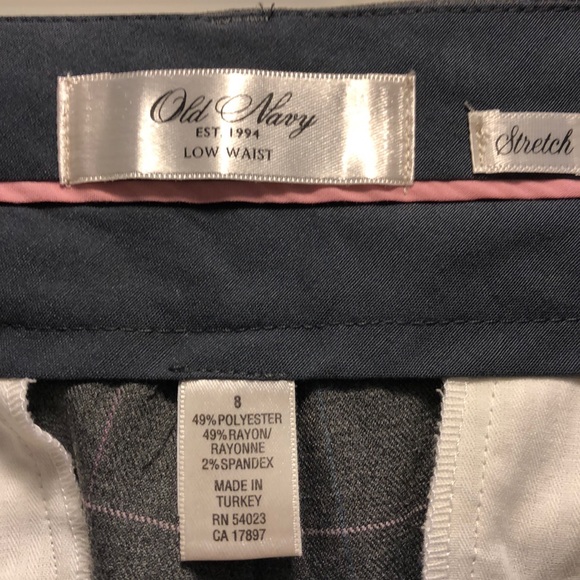 Old Navy
EST. 1994
LOW WAIST
Stretch
8
49% POLYESTER
49% RAYON/
RAYONNE
2% SPANDEX
MADE IN
TURKEY
RN 54023
CA 17897